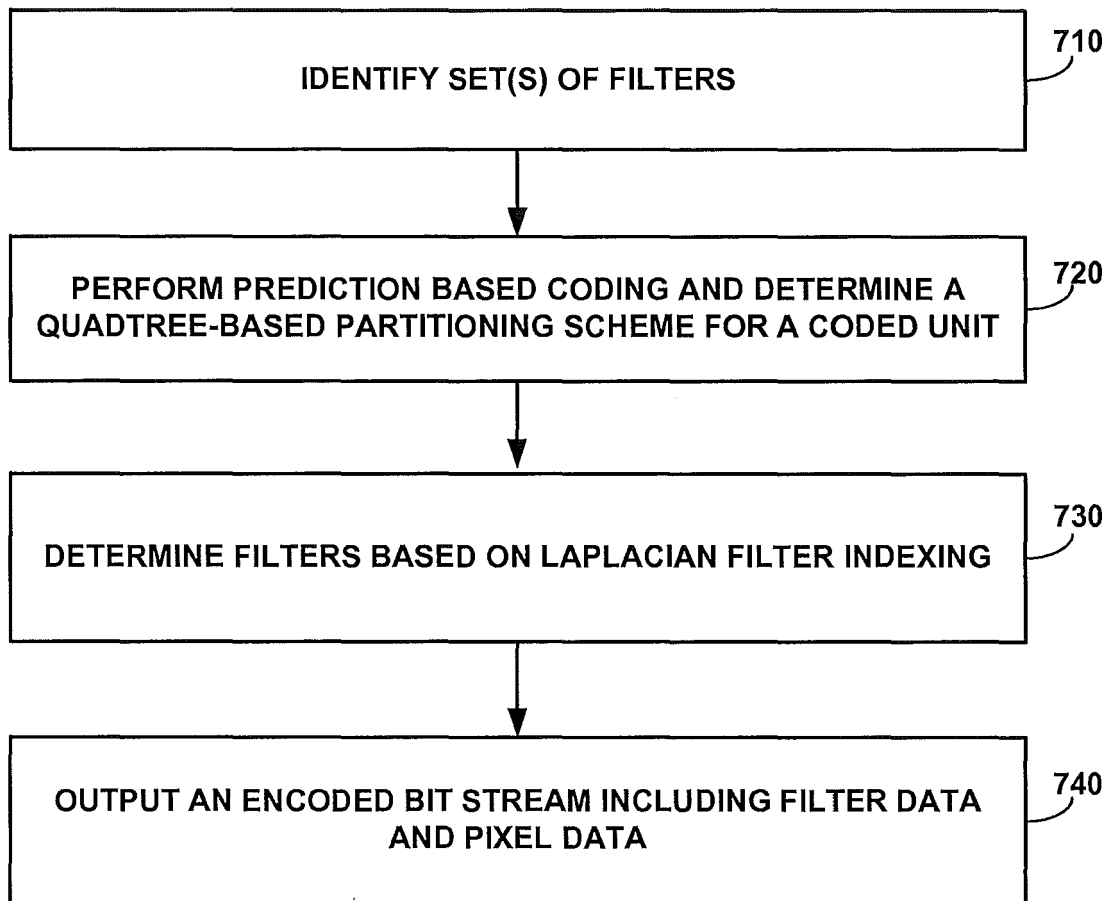 710
IDENTIFY SET(S) OF FILTERS
720
PERFORM PREDICTION BASED CODING AND DETERMINE A
QUADTREE-BASED PARTITIONING SCHEME FOR A CODED UNIT
730
DETERMINE FILTERS BASED ON LAPLACIAN FILTER INDEXING
740
OUTPUT AN ENCODED BIT STREAM INCLUDING FILTER DATA
AND PIXEL DATA